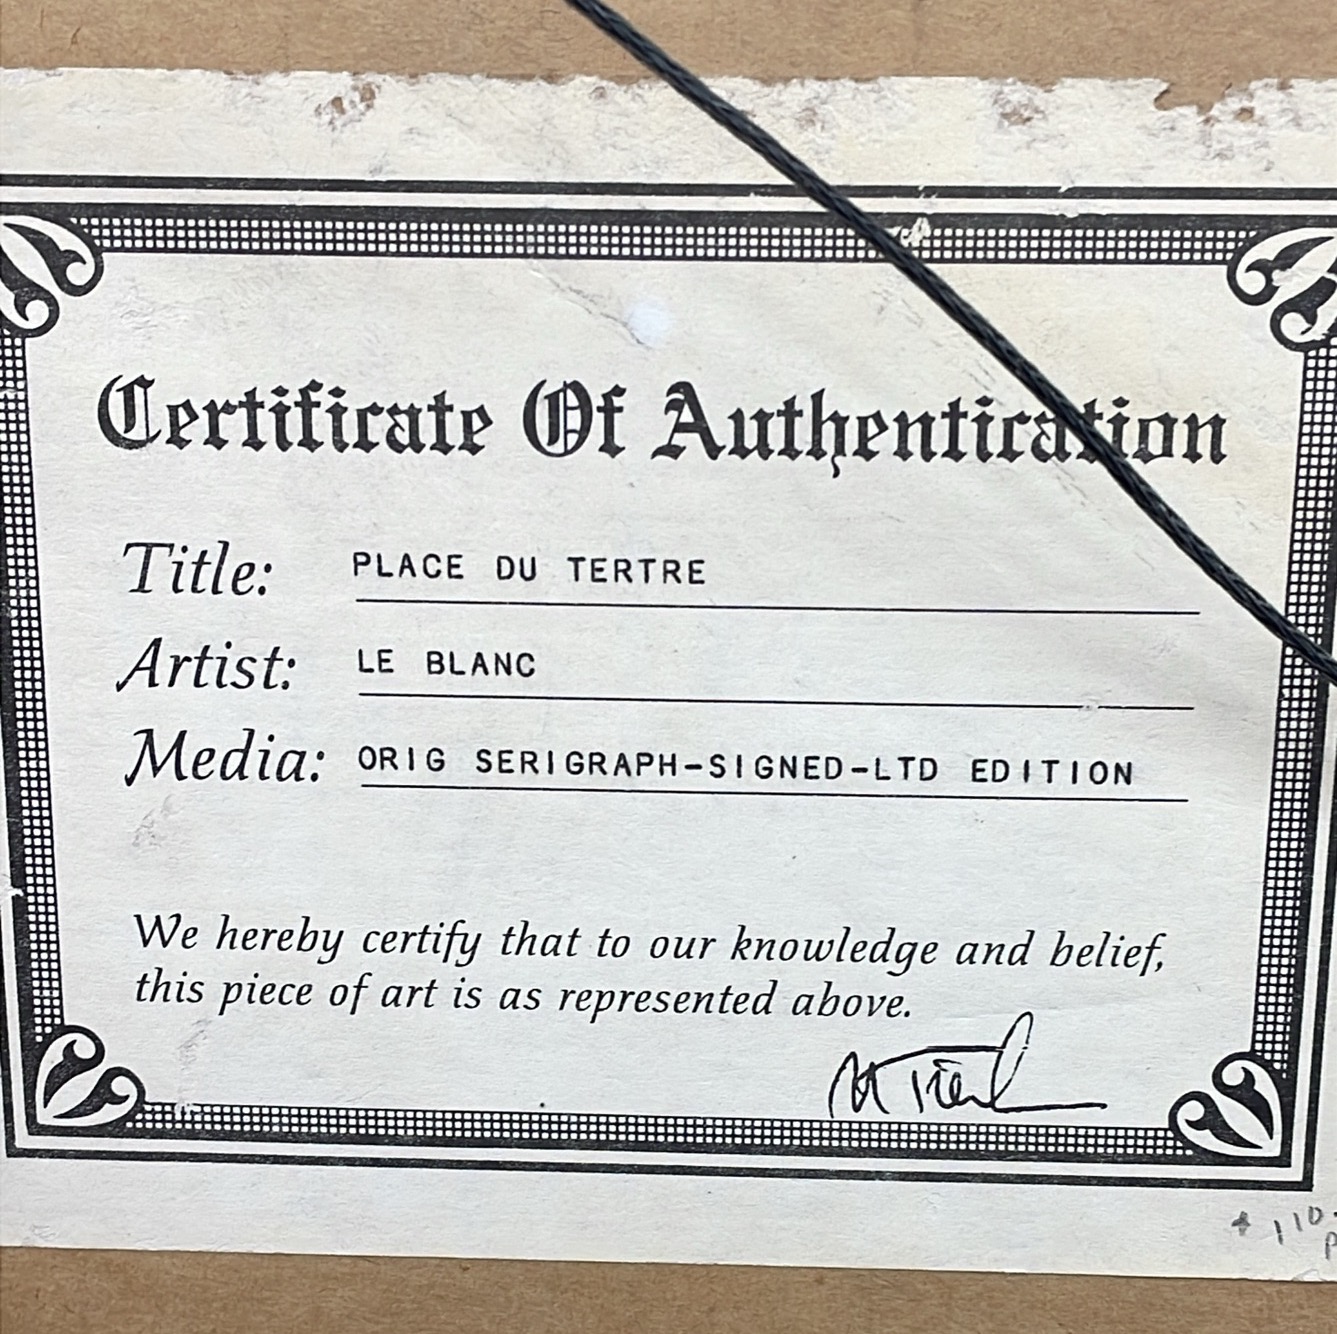 Certificate Of Authentication
Title: PLACE DU TERTRE
Artist: LE BLANC
Media: ORIG SERIGRAPH-SIGNED-LTD EDITION
We hereby certify that to our knowledge and belief,
this piece of art is as represented above.
110.